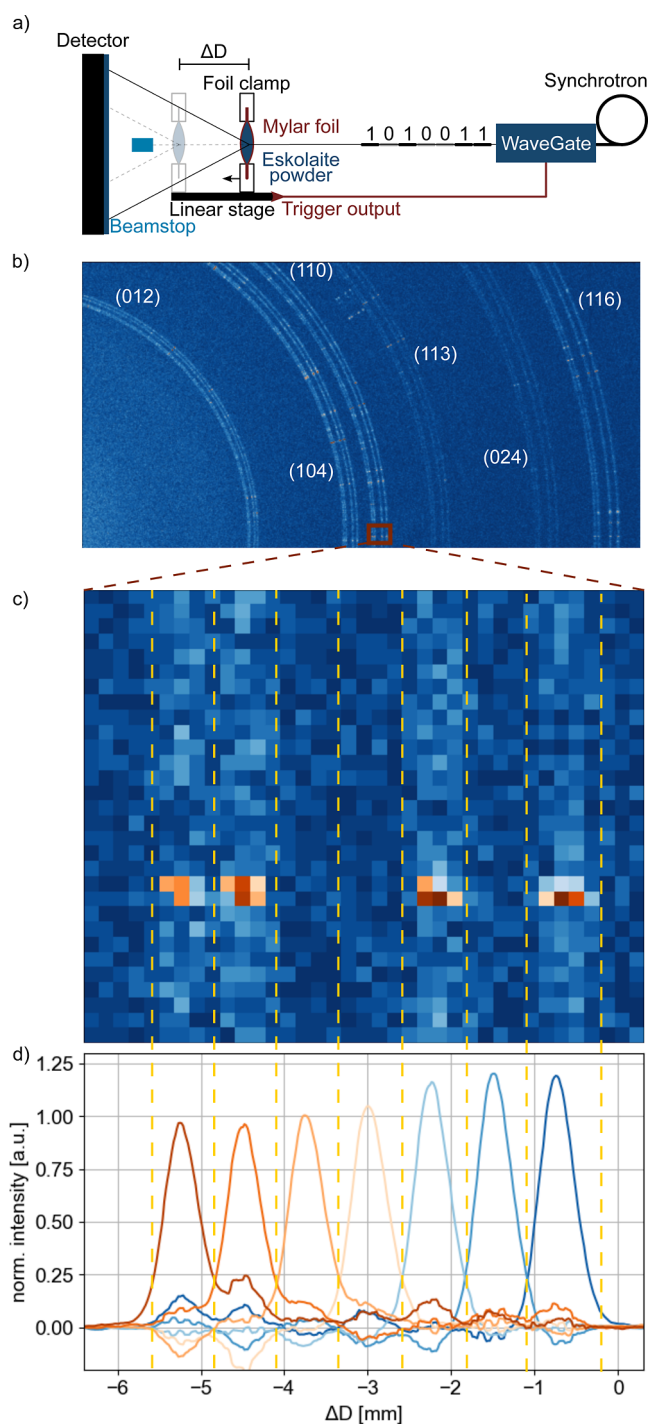 a)
Detector
ΔD
Foil clamp
Synchrotron
Mylar foil
1 0 1 0 0 1 1
WaveGate
Eskolaite
powder
Linear stage
Trigger output
Beamstop
b)
(012)
(110)
(116)
(113)
(104)
(024)
c)
d)
1.25
1.00
0.75
0.50
0.25
0.00
norm. intensity [a.u.]
−6 −5 −4 −3 −2 −1 0
ΔD [mm]